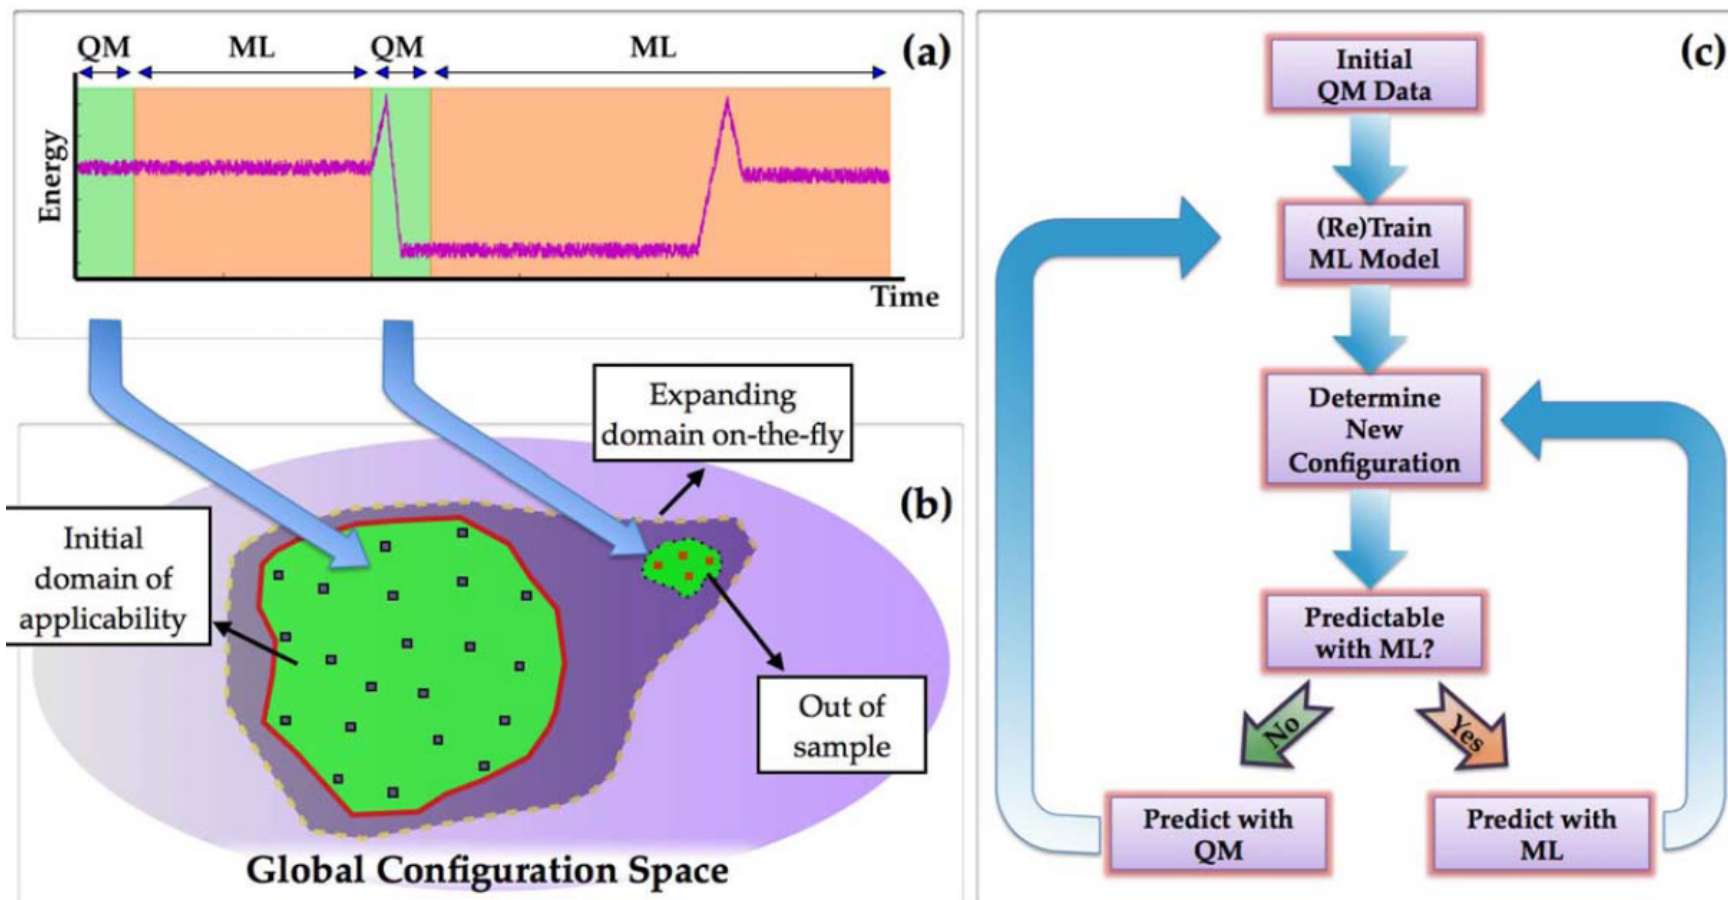 QM
ML
QM
ML
(a)
Energy
Time
Expanding
domain on-the-fly
(b)
Initial
domain of
applicability
Out of
sample
Global Configuration Space
(c)
Initial
QM Data
(Re)Train
ML Model
Determine
New
Configuration
Predictable
with ML?
No
Yes
Predict with
QM
Predict with
ML